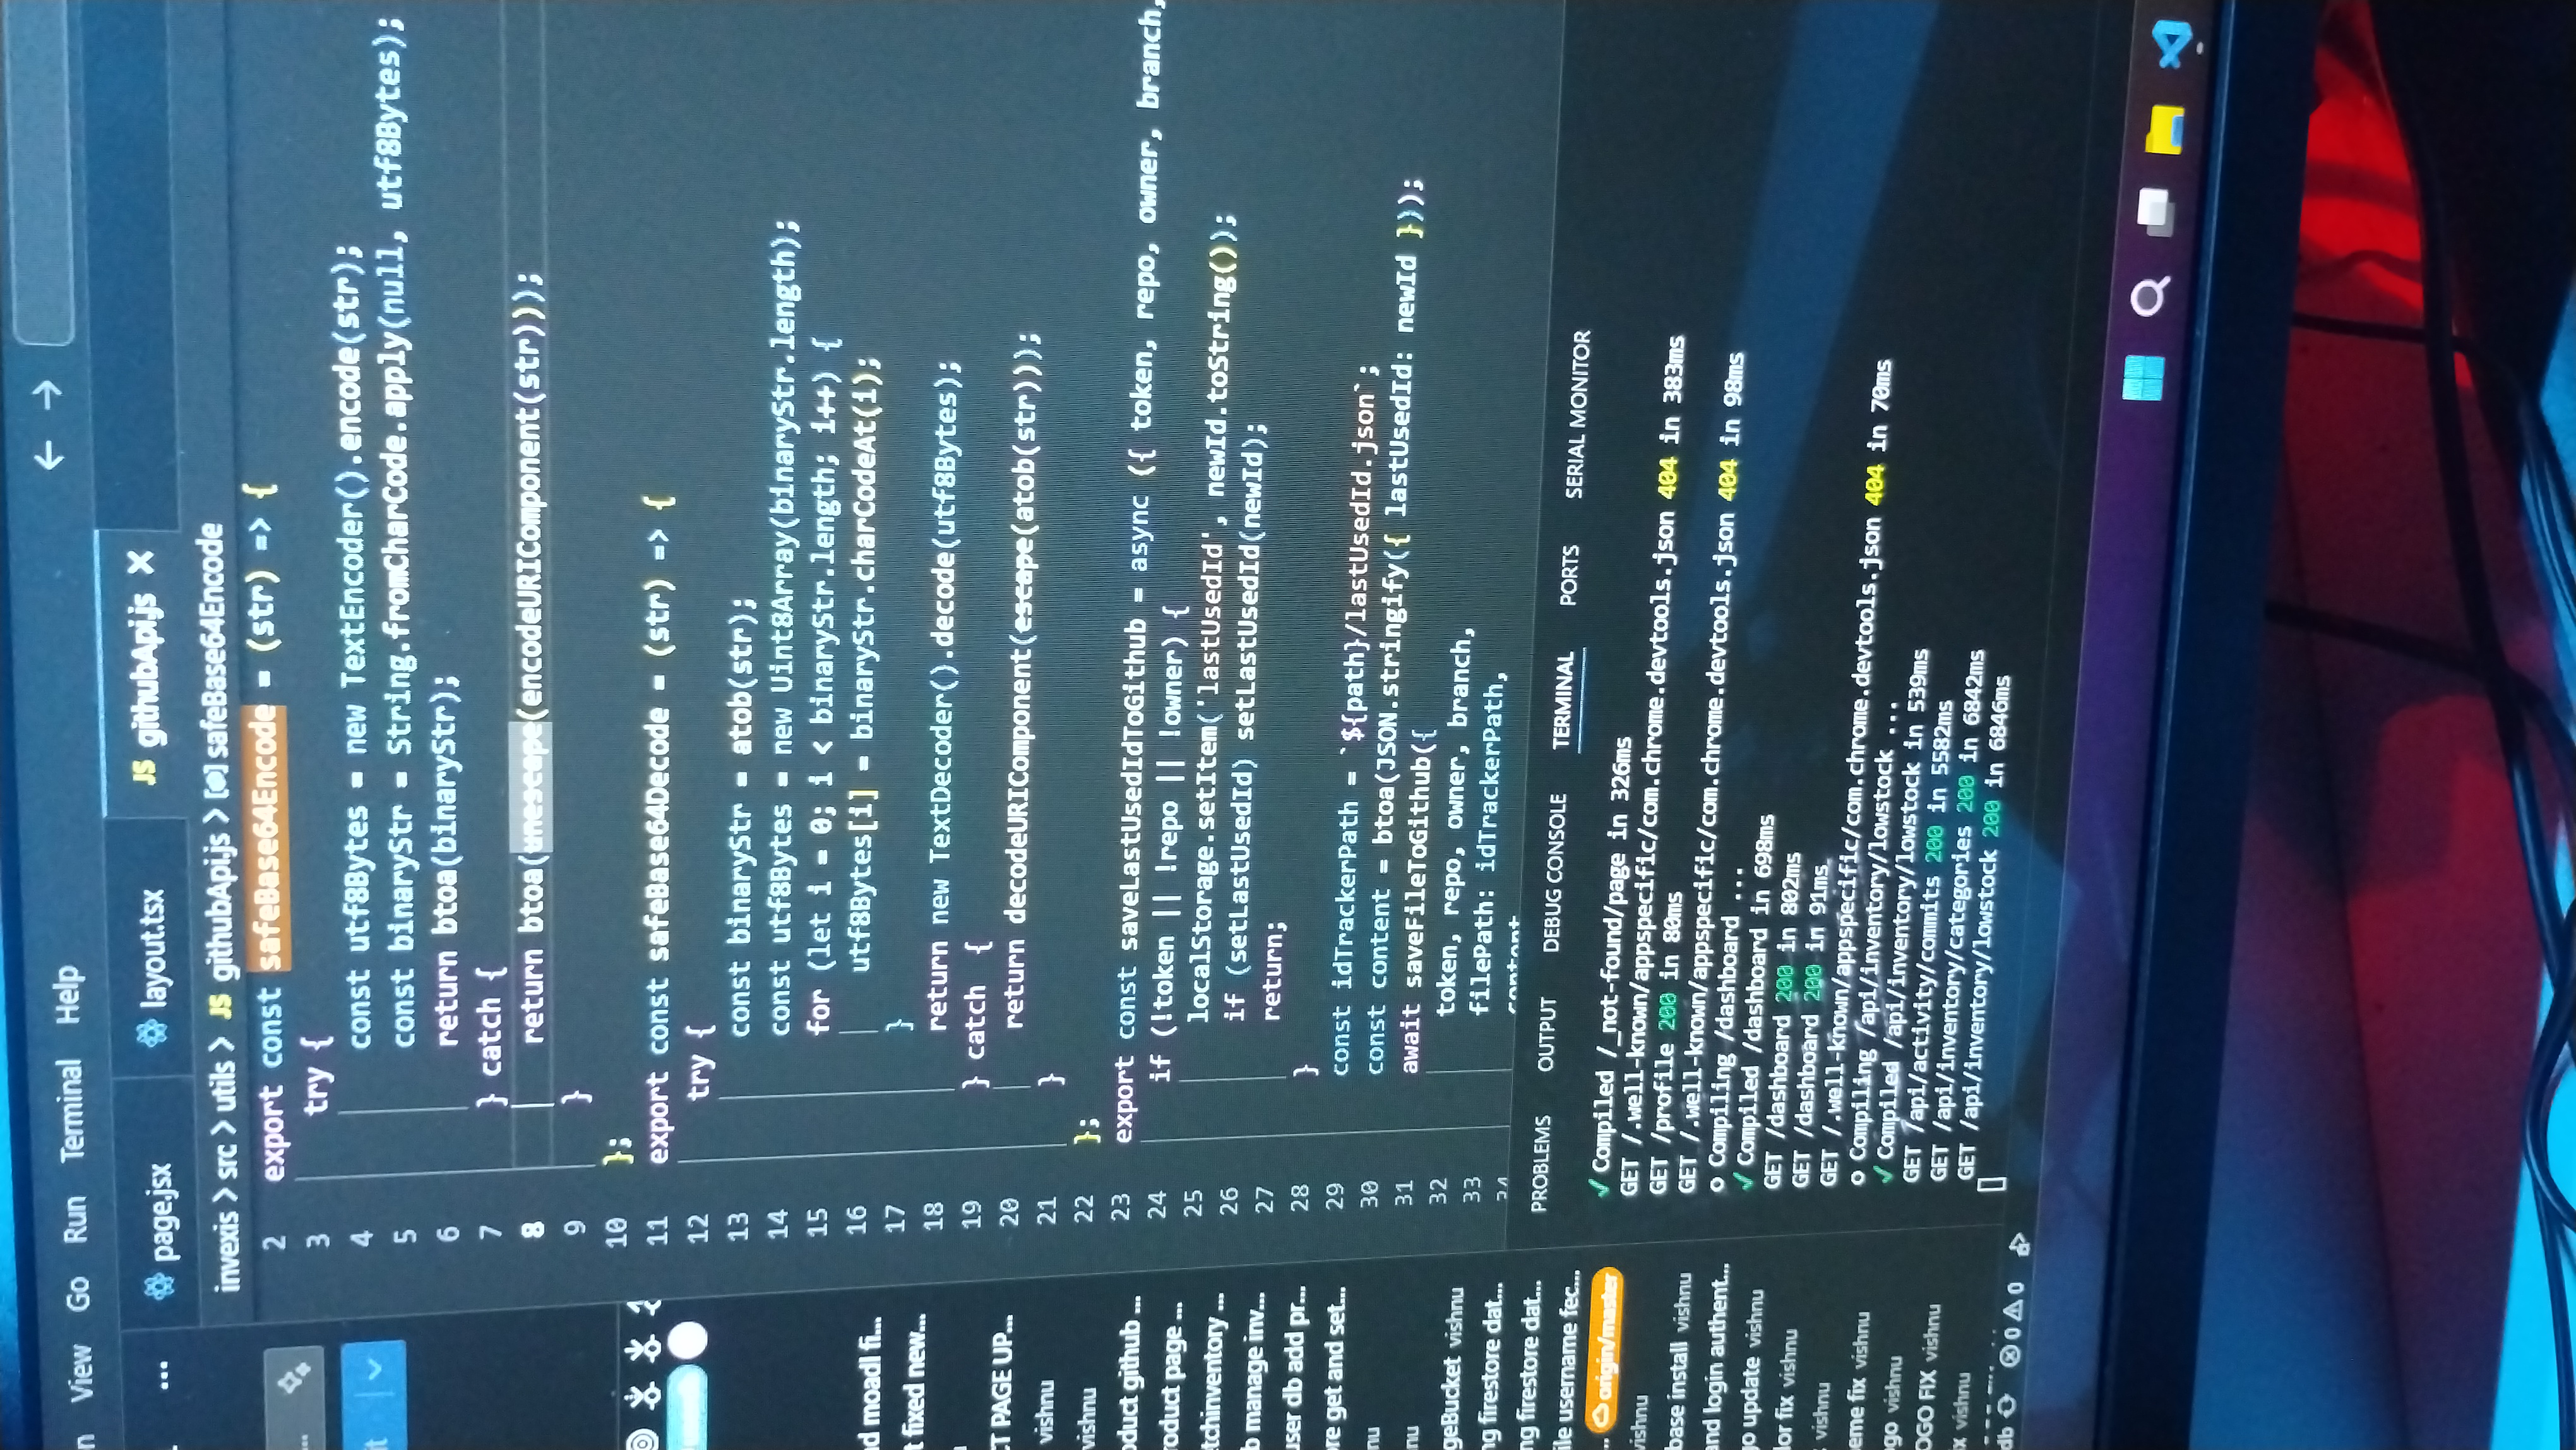 View Go Run Terminal Help
page.jsx layout.tsx JS githubApi.js
invexis > src > utils > JS githubApi.js > safeBase64Encode
2 export const safeBase64Encode = (str) => {
3 try {
4 const utf8Bytes = new TextEncoder().encode(str);
5 const binaryStr = String.fromCharCode.apply(null, utf8Bytes);
6 return btoa(binaryStr);
7 } catch {
8 return btoa(unescape(encodeURIComponent(str)));
9 }
10 };
11 export const safeBase64Decode = (str) => {
12 try {
13 const binaryStr = atob(str);
14 const utf8Bytes = new Uint8Array(binaryStr.length);
15 for (let i = 0; i < binaryStr.length; i++) {
16 utf8Bytes[i] = binaryStr.charCodeAt(i);
17 }
18 return new TextDecoder().decode(utf8Bytes);
19 } catch {
20 return decodeURIComponent(escape(atob(str)));
21 }
22 };
23 export const saveLastUsedIdToGithub = async ({ token, repo, owner, branch,
24 if (!token || !repo || !owner) {
25 localStorage.setItem('lastUsedId', newId.toString());
26 if (setLastUsedId) setLastUsedId(newId);
27 return;
28 }
29 const idTrackerPath = `${path}/lastUsedId.json`;
30 const content = btoa(JSON.stringify({ lastUsedId: newId }));
31 await saveFileToGithub({
32 token, repo, owner, branch,
33 filePath: idTrackerPath,
34 content
d moadl fi...
t fixed new...
CT PAGE UP...
vishnu
vishnu
oduct github ...
roduct page ...
tchinventory ...
b manage inv...
user db add pr...
ore get and set...
nu
nu
geBucket vishnu
ng firestore dat...
ng firestore dat...
ile username fec...
... origin/master
vishnu
base install vishnu
and login authent...
go update vishnu
lor fix vishnu
vishnu
eme fix vishnu
go vishnu
OGO FIX vishnu
x vishnu
db 0 0
PROBLEMS OUTPUT DEBUG CONSOLE TERMINAL PORTS SERIAL MONITOR
✓ Compiled /_not-found/page in 326ms
GET /.well-known/appspecific/com.chrome.devtools.json 404 in 383ms
GET /profile 200 in 80ms
GET /.well-known/appspecific/com.chrome.devtools.json 404 in 98ms
○ Compiling /dashboard ...
✓ Compiled /dashboard in 698ms
GET /dashboard 200 in 802ms
GET /dashboard 200 in 91ms
GET /.well-known/appspecific/com.chrome.devtools.json 404 in 70ms
○ Compiling /api/inventory/lowstock ...
✓ Compiled /api/inventory/lowstock in 539ms
GET /api/activity/commits 200 in 5582ms
GET /api/inventory/categories 200 in 6842ms
GET /api/inventory/lowstock 200 in 6846ms